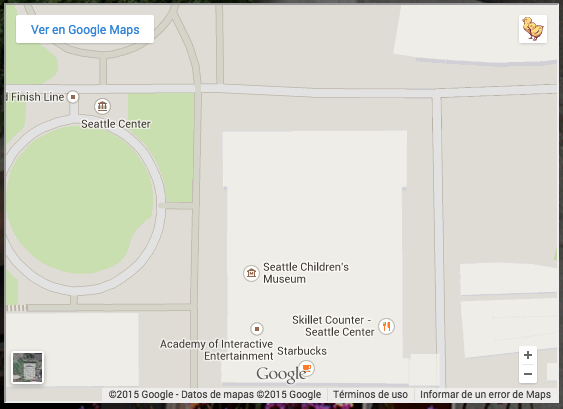 Ver en Google Maps
d Finish Line
Seattle Center
Seattle Children's
Museum
Skillet Counter -
Seattle Center
Academy of Interactive
Entertainment
Starbucks
Google
+
−
©2015 Google - Datos de mapas ©2015 Google
Términos de uso
Informar de un error de Maps